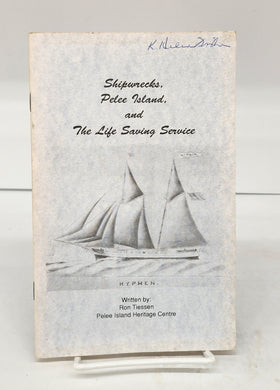 Shipwrecks,
Pelee Island,
and
The Life Saving Service
HYPHEN.
Written by:
Ron Tiessen
Pelee Island Heritage Centre